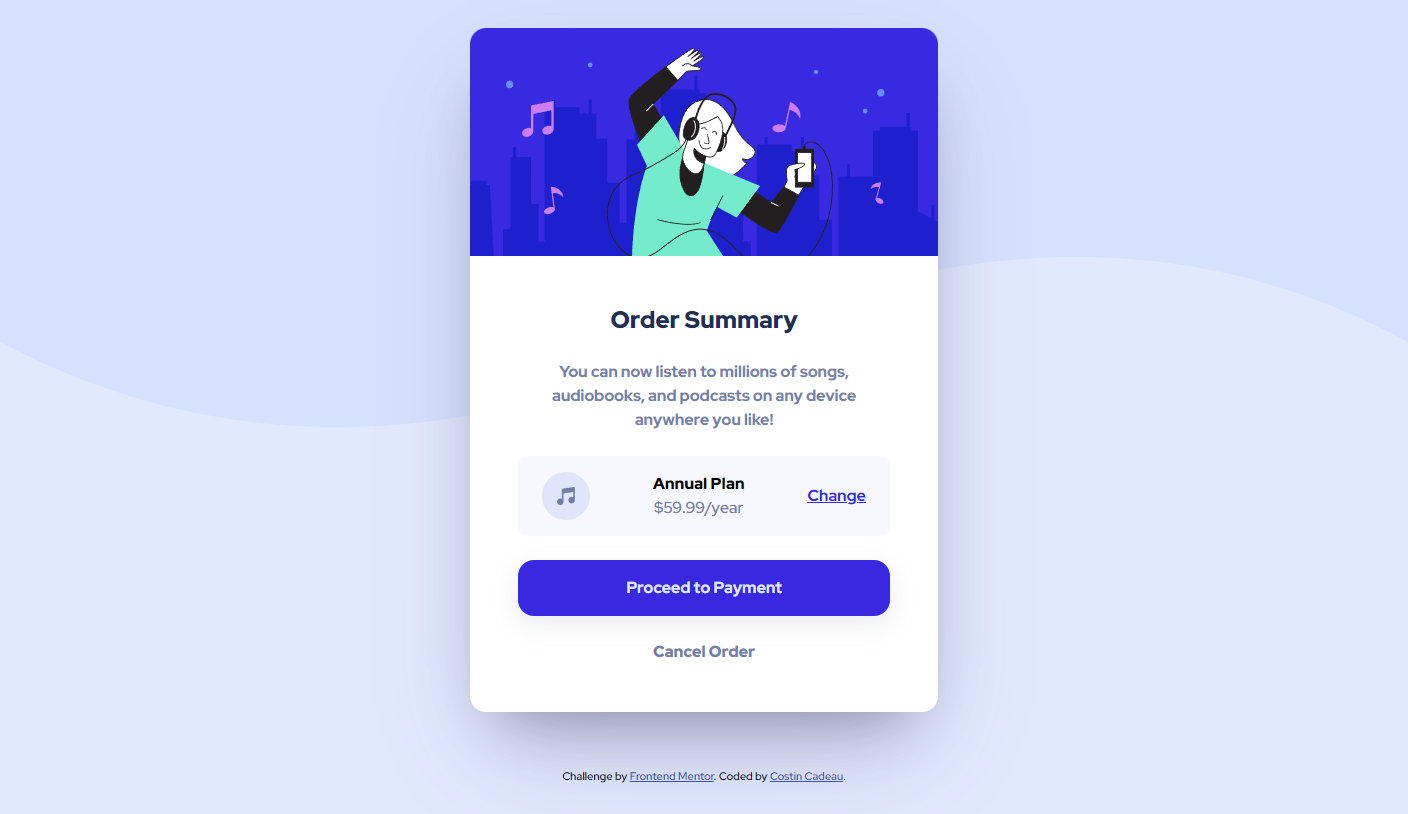 Order Summary
You can now listen to millions of songs,
audiobooks, and podcasts on any device
anywhere you like!
Annual Plan
$59.99/year
Change
Proceed to Payment
Cancel Order
Challenge by Frontend Mentor. Coded by Costin Cadeau.